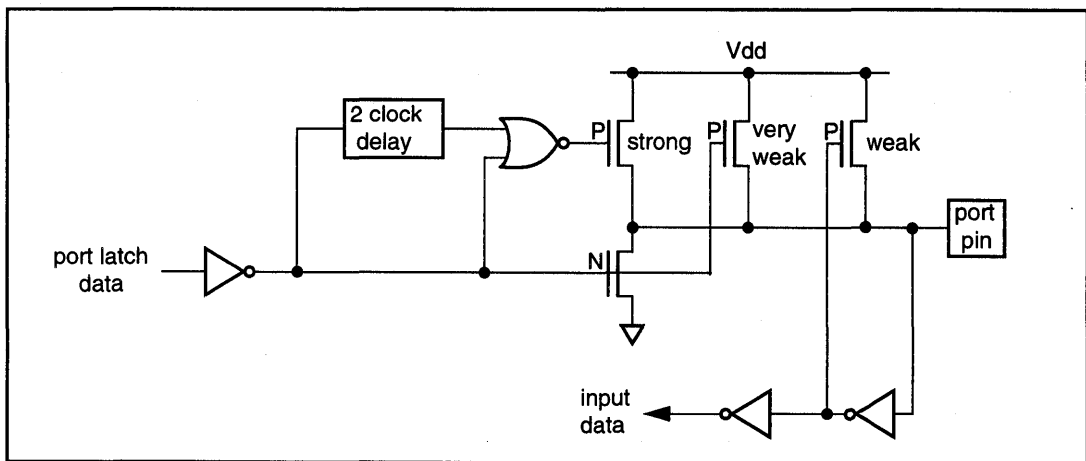 Vdd
2 clock
delay
P
strong
P
very
weak
P
weak
port
pin
port latch
data
N
input
data